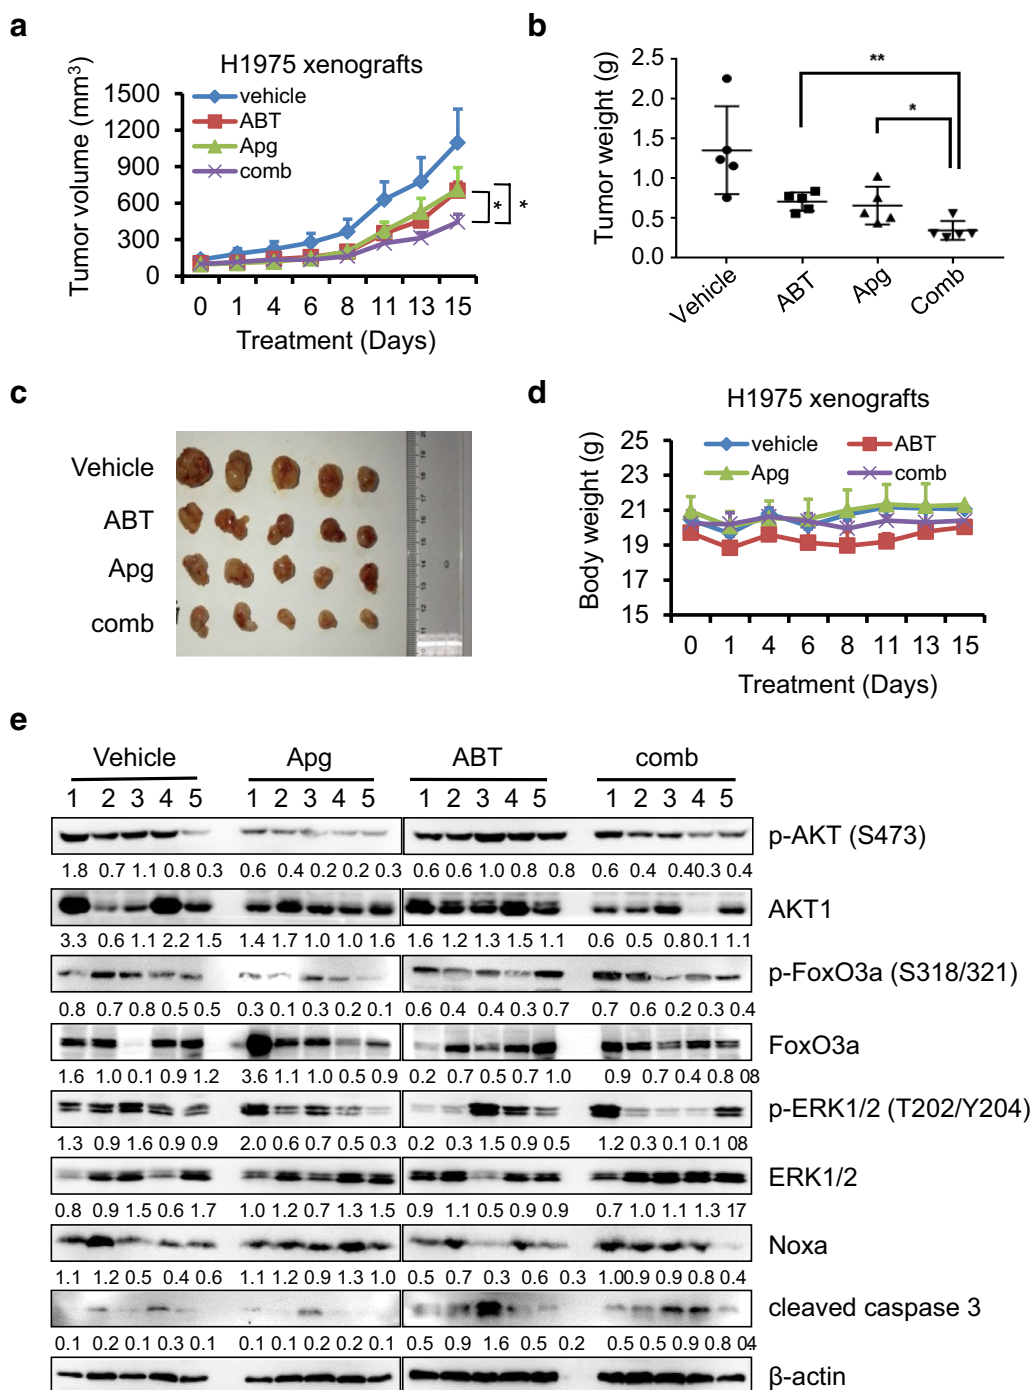 a
H1975 xenografts
Tumor volume (mm³)
1500
1200
900
600
300
0
vehicle
ABT
Apg
comb
*
*
0 1 4 6 8 11 13 15
Treatment (Days)
b
Tumor weight (g)
2.5
2.0
1.5
1.0
0.5
0.0
**
*
Vehicle
ABT
Apg
Comb
c
Vehicle
ABT
Apg
comb
d
H1975 xenografts
Body weight (g)
25
23
21
19
17
15
vehicle ABT
Apg comb
0 1 4 6 8 11 13 15
Treatment (Days)
e
Vehicle Apg ABT comb
1 2 3 4 5 1 2 3 4 5 1 2 3 4 5 1 2 3 4 5
p-AKT (S473)
1.8 0.7 1.1 0.8 0.3 0.6 0.4 0.2 0.2 0.3 0.6 0.6 1.0 0.8 0.8 0.6 0.4 0.40.3 0.4
AKT1
3.3 0.6 1.1 2.2 1.5 1.4 1.7 1.0 1.0 1.6 1.6 1.2 1.3 1.5 1.1 0.6 0.5 0.8 0.1 1.1
p-FoxO3a (S318/321)
0.8 0.7 0.8 0.5 0.5 0.3 0.1 0.3 0.2 0.1 0.6 0.4 0.4 0.3 0.7 0.7 0.6 0.2 0.3 0.4
FoxO3a
1.6 1.0 0.1 0.9 1.2 3.6 1.1 1.0 0.5 0.9 0.2 0.7 0.5 0.7 1.0 0.9 0.7 0.4 0.8 08
p-ERK1/2 (T202/Y204)
1.3 0.9 1.6 0.9 0.9 2.0 0.6 0.7 0.5 0.3 0.2 0.3 1.5 0.9 0.5 1.2 0.3 0.1 0.1 08
ERK1/2
0.8 0.9 1.5 0.6 1.7 1.0 1.2 0.7 1.3 1.5 0.9 1.1 0.5 0.9 0.9 0.7 1.0 1.1 1.3 17
Noxa
1.1 1.2 0.5 0.4 0.6 1.1 1.2 0.9 1.3 1.0 0.5 0.7 0.3 0.6 0.3 1.00.9 0.9 0.8 0.4
cleaved caspase 3
0.1 0.2 0.1 0.3 0.1 0.1 0.1 0.2 0.2 0.1 0.5 0.9 1.6 0.5 0.2 0.5 0.5 0.9 0.8 04
β-actin